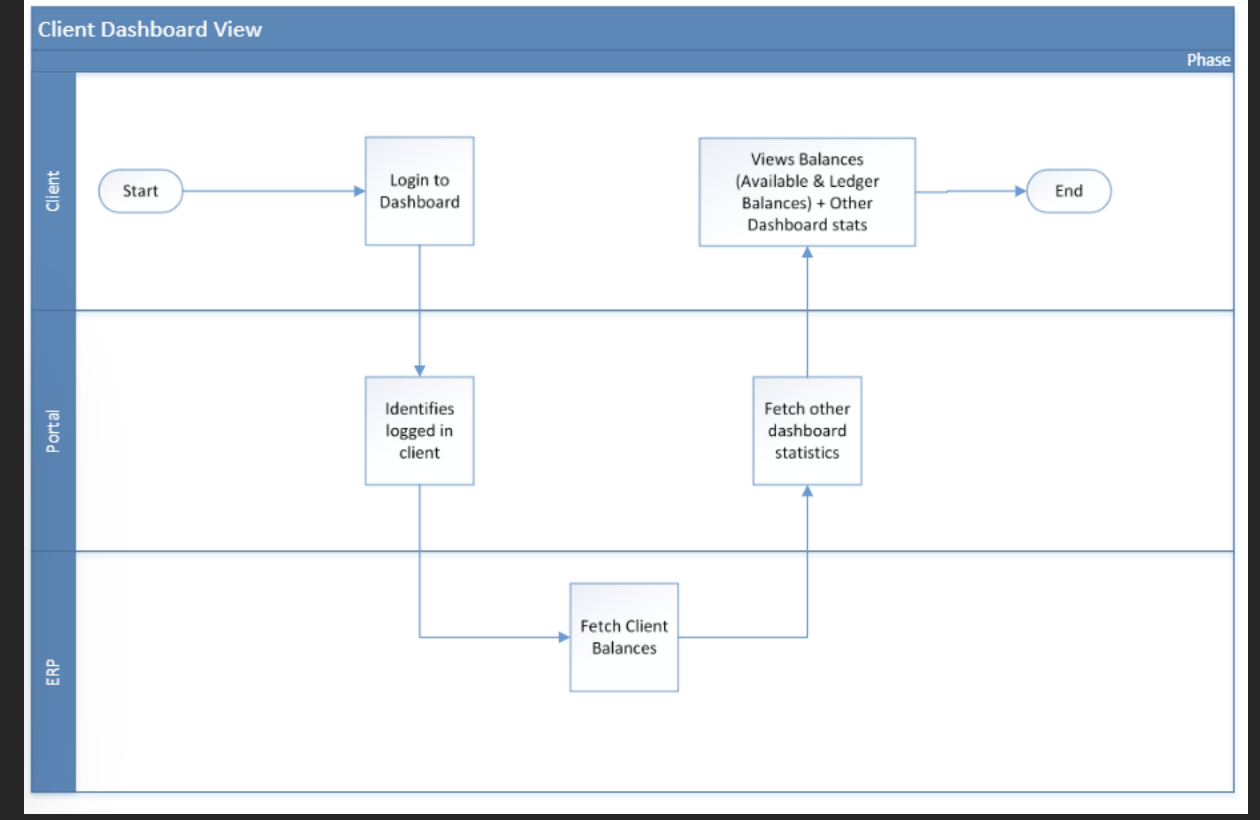 Client Dashboard View
Phase
Client
Start
Login to
Dashboard
Views Balances
(Available & Ledger
Balances) + Other
Dashboard stats
End
Portal
Identifies
logged in
client
Fetch other
dashboard
statistics
ERP
Fetch Client
Balances